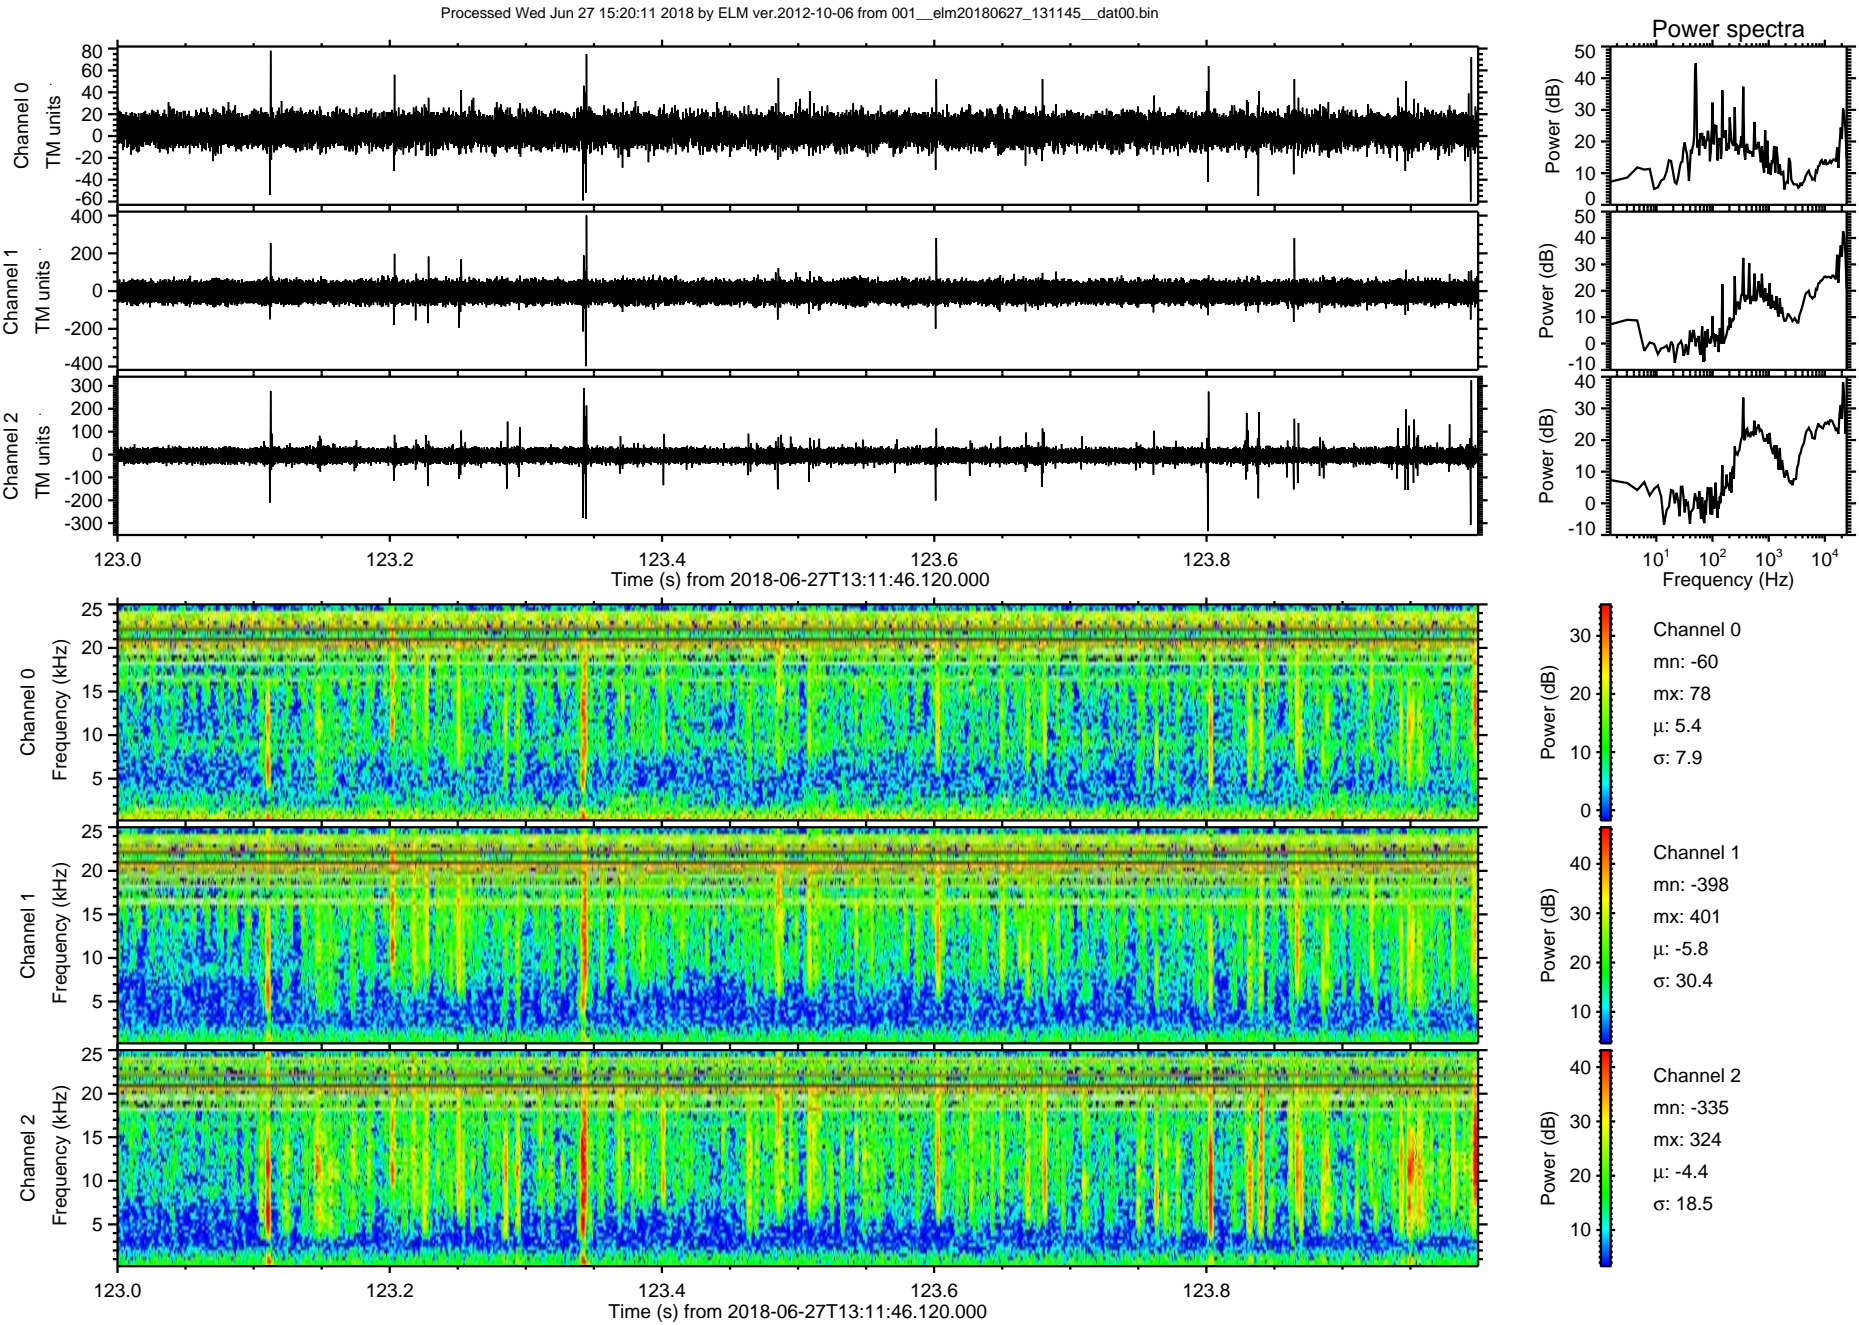 Processed Wed Jun 27 15:20:11 2018 by ELM ver.2012-10-06 from 001__elm20180627_131145__dat00.bin
Power spectra
Channel 0
TM units
80
60
40
20
0
-20
-40
-60
Power (dB)
50
40
30
20
10
0
Channel 1
TM units
400
200
0
-200
-400
Power (dB)
50
40
30
20
10
0
-10
Channel 2
TM units
300
200
100
0
-100
-200
-300
Power (dB)
40
30
20
10
0
-10
123.0 123.2 123.4 123.6 123.8
Time (s) from 2018-06-27T13:11:46.120.000
10¹ 10² 10³ 10⁴
Frequency (Hz)
Channel 0
Frequency (kHz)
25
20
15
10
5
Power (dB)
30
20
10
0
Channel 0
mn: -60
mx: 78
μ: 5.4
σ: 7.9
Channel 1
Frequency (kHz)
25
20
15
10
5
Power (dB)
40
30
20
10
Channel 1
mn: -398
mx: 401
μ: -5.8
σ: 30.4
Channel 2
Frequency (kHz)
25
20
15
10
5
Power (dB)
40
30
20
10
Channel 2
mn: -335
mx: 324
μ: -4.4
σ: 18.5
123.0 123.2 123.4 123.6 123.8
Time (s) from 2018-06-27T13:11:46.120.000